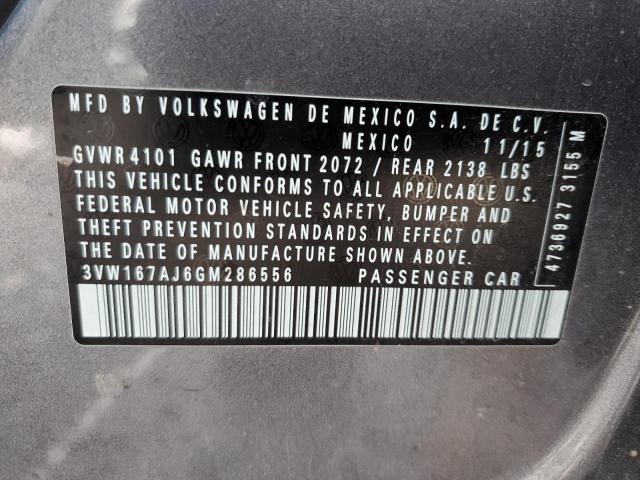 MFD BY VOLKSWAGEN DE MEXICO S.A. DE C.V.
MEXICO 11/15
GVWR 4101 GAWR FRONT 2072 / REAR 2138 LBS
THIS VEHICLE CONFORMS TO ALL APPLICABLE U.S.
FEDERAL MOTOR VEHICLE SAFETY, BUMPER AND
THEFT PREVENTION STANDARDS IN EFFECT ON
THE DATE OF MANUFACTURE SHOWN ABOVE.
3VW167AJ6GM286556 PASSENGER CAR
4736927 3155 M